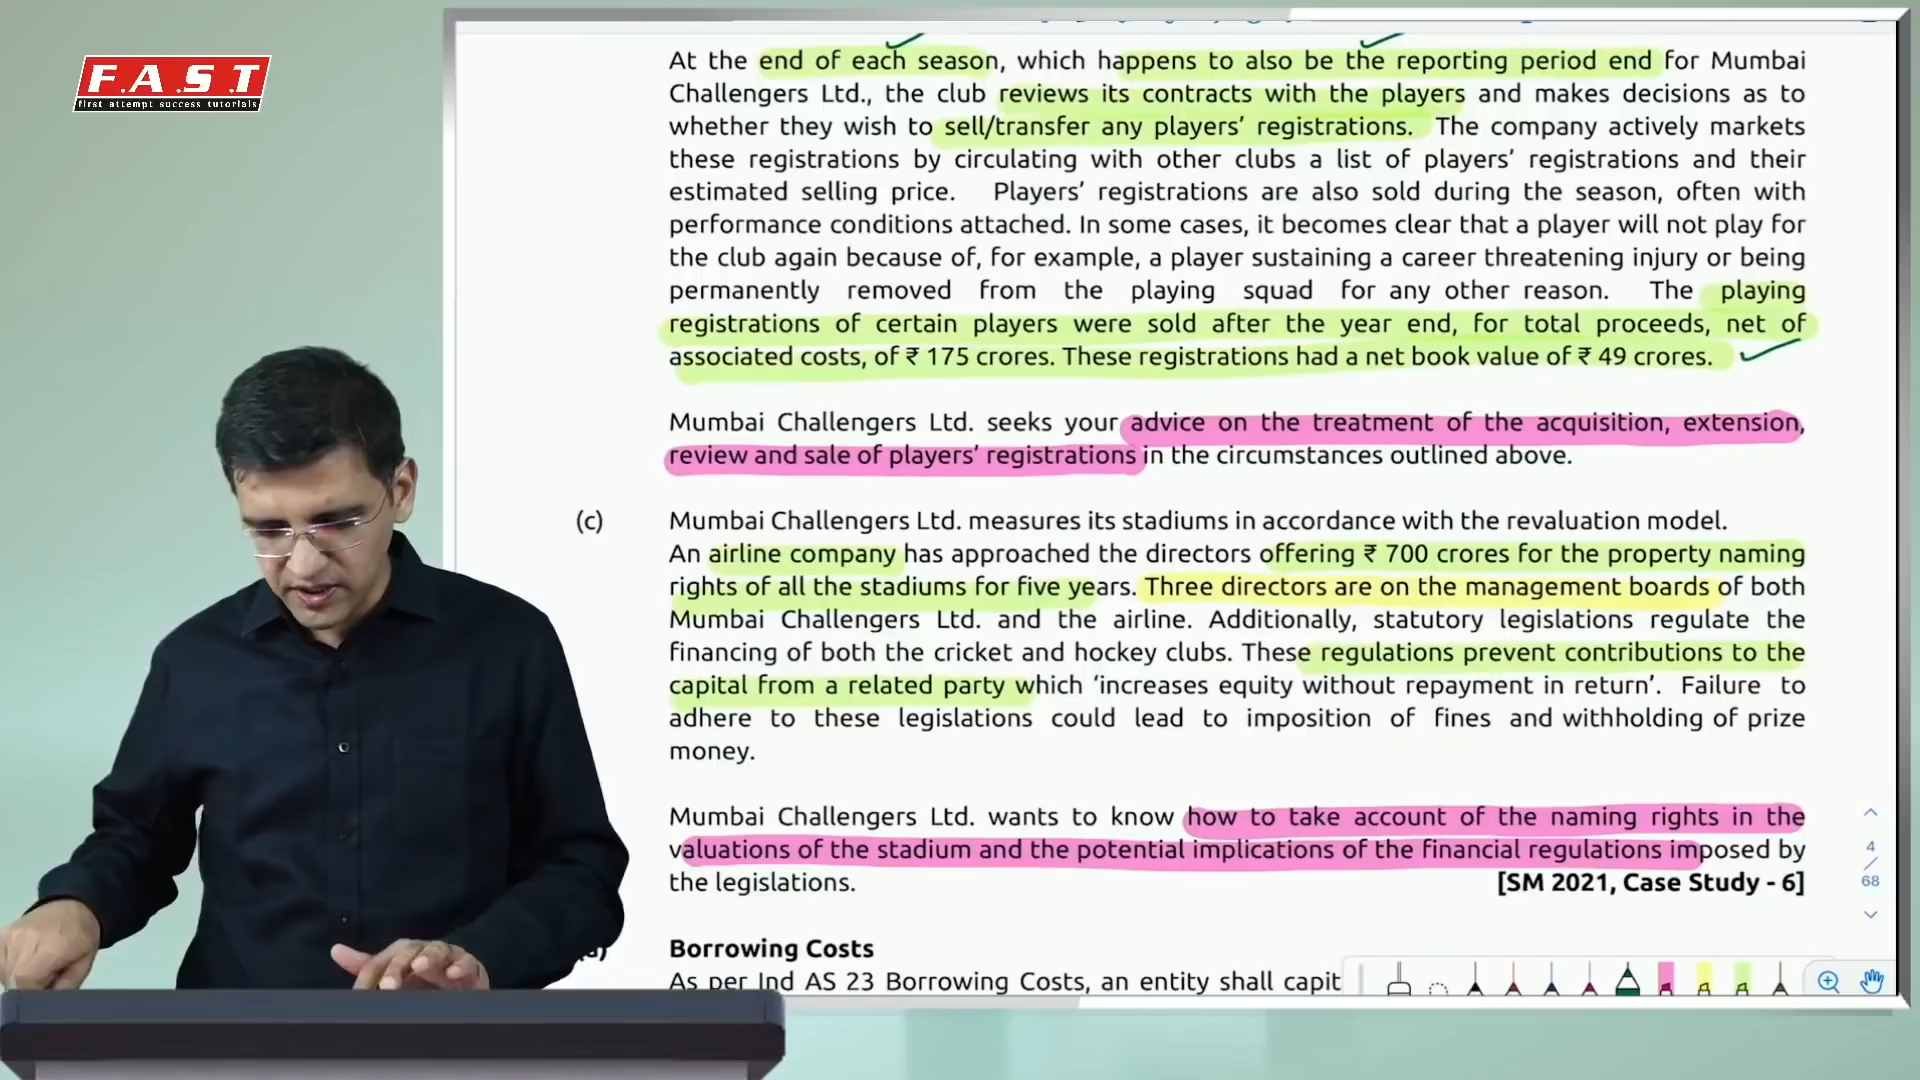 F.A.S.T
first attempt success tutorials
At the end of each season, which happens to also be the reporting period end for Mumbai
Challengers Ltd., the club reviews its contracts with the players and makes decisions as to
whether they wish to sell/transfer any players’ registrations. The company actively markets
these registrations by circulating with other clubs a list of players’ registrations and their
estimated selling price. Players’ registrations are also sold during the season, often with
performance conditions attached. In some cases, it becomes clear that a player will not play for
the club again because of, for example, a player sustaining a career threatening injury or being
permanently removed from the playing squad for any other reason. The playing
registrations of certain players were sold after the year end, for total proceeds, net of
associated costs, of ₹ 175 crores. These registrations had a net book value of ₹ 49 crores.
Mumbai Challengers Ltd. seeks your advice on the treatment of the acquisition, extension,
review and sale of players’ registrations in the circumstances outlined above.
(c) Mumbai Challengers Ltd. measures its stadiums in accordance with the revaluation model.
An airline company has approached the directors offering ₹ 700 crores for the property naming
rights of all the stadiums for five years. Three directors are on the management boards of both
Mumbai Challengers Ltd. and the airline. Additionally, statutory legislations regulate the
financing of both the cricket and hockey clubs. These regulations prevent contributions to the
capital from a related party which ‘increases equity without repayment in return’. Failure to
adhere to these legislations could lead to imposition of fines and withholding of prize
money.
Mumbai Challengers Ltd. wants to know how to take account of the naming rights in the
valuations of the stadium and the potential implications of the financial regulations imposed by
the legislations. [SM 2021, Case Study - 6]
4
/
68
Borrowing Costs
As per Ind AS 23 Borrowing Costs, an entity shall capit